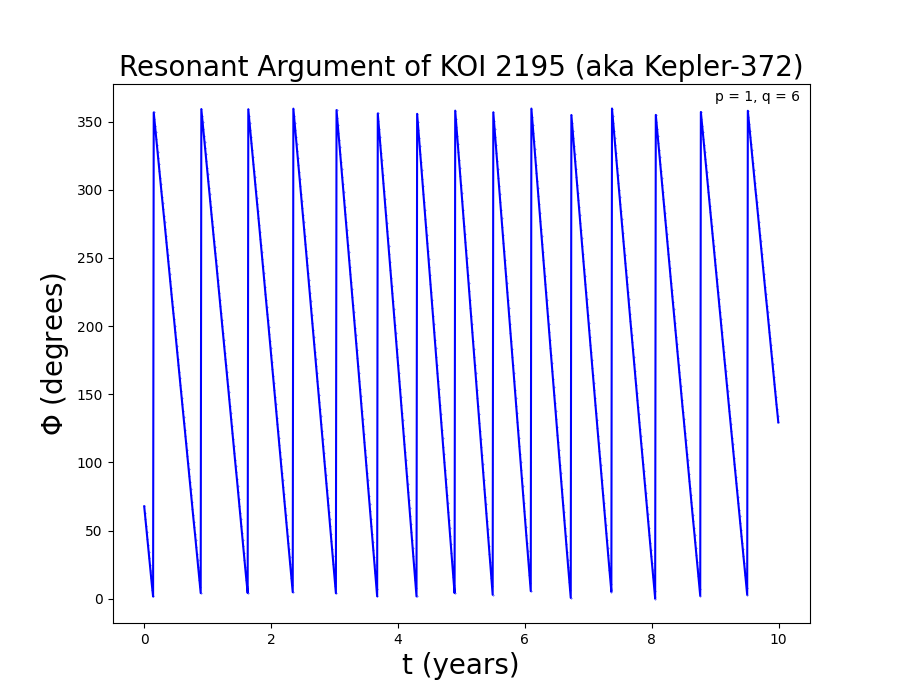 Resonant Argument of KOI 2195 (aka Kepler-372)
p = 1, q = 6
Φ (degrees)
350
300
250
200
150
100
50
0
0 2 4 6 8 10
t (years)